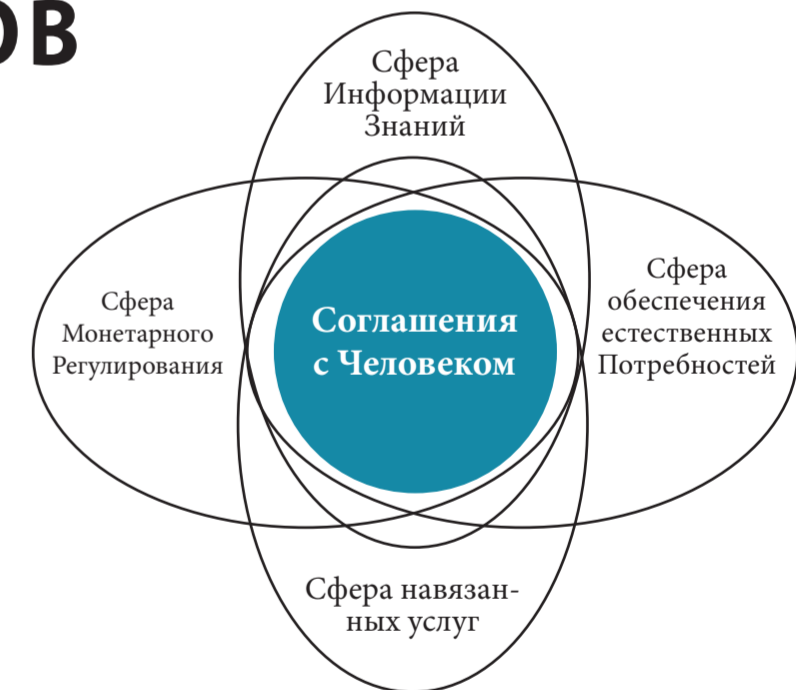 ОВ
Сфера
Информации
Знаний
Сфера
Монетарного
Регулирования
Соглашения
с Человеком
Сфера
обеспечения
естественных
Потребностей
Сфера навязан-
ных услуг